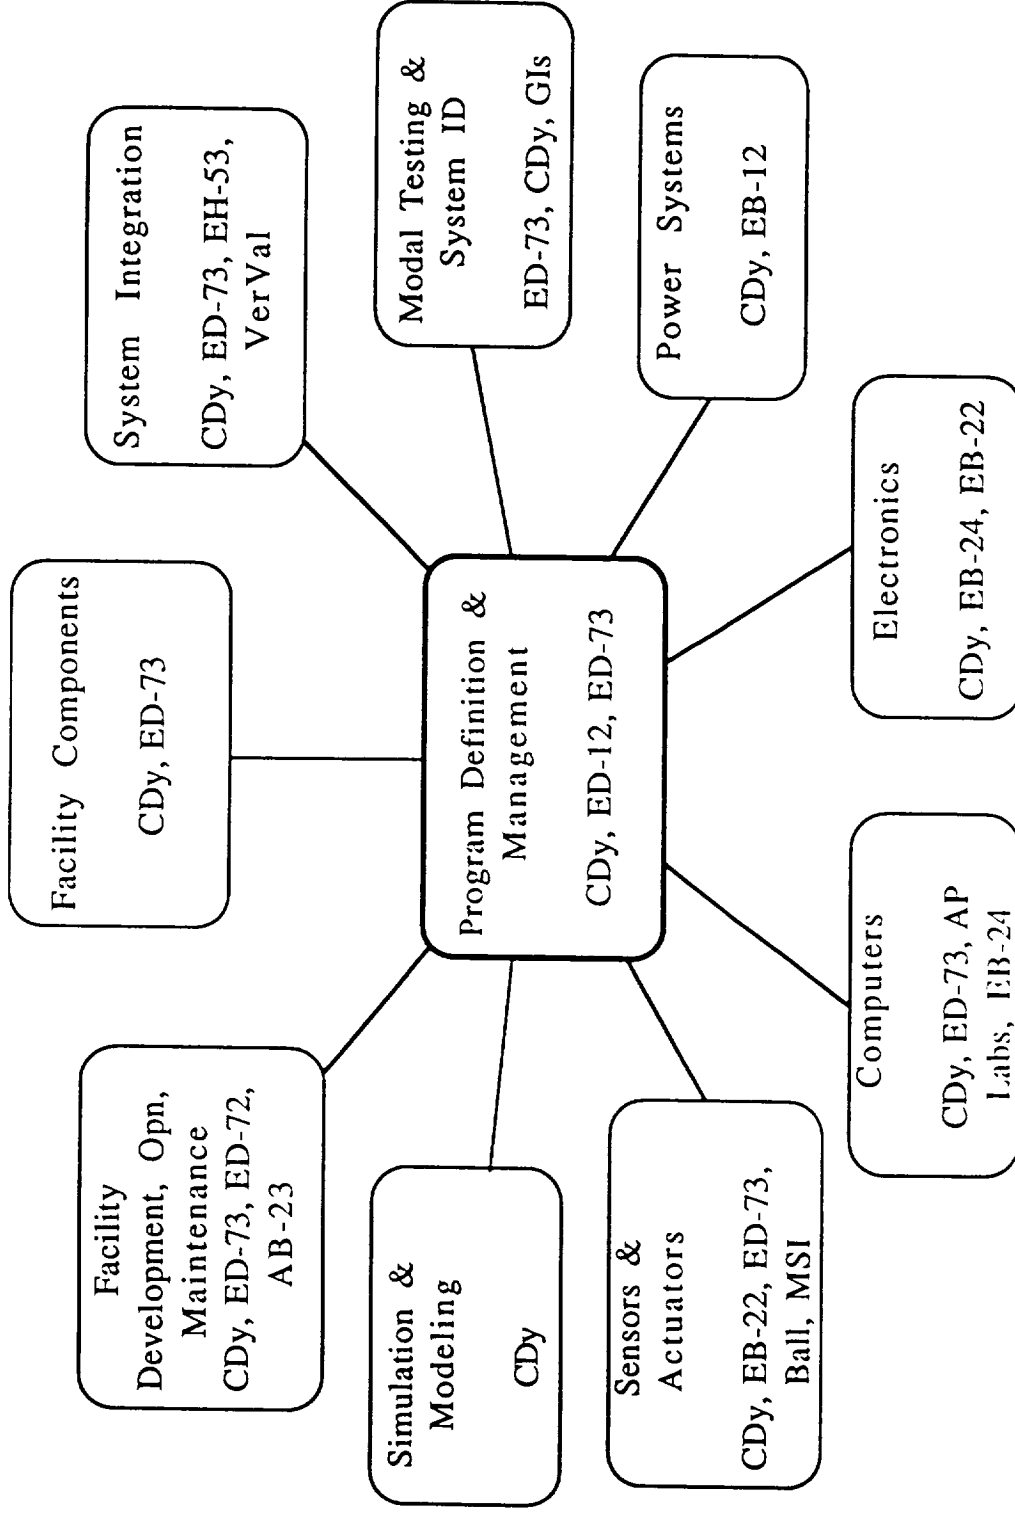 Facility Components
CDy, ED-73
Facility
Development, Opn,
Maintenance
CDy, ED-73, ED-72,
AB-23
System Integration
CDy, ED-73, EH-53,
VerVal
Simulation &
Modeling
CDy
Program Definition &
Management
CDy, ED-12, ED-73
Modal Testing &
System ID
ED-73, CDy, GIs
Sensors &
Actuators
CDy, EB-22, ED-73,
Ball, MSI
Power Systems
CDy, EB-12
Computers
CDy, ED-73, AP
Labs, EB-24
Electronics
CDy, EB-24, EB-22